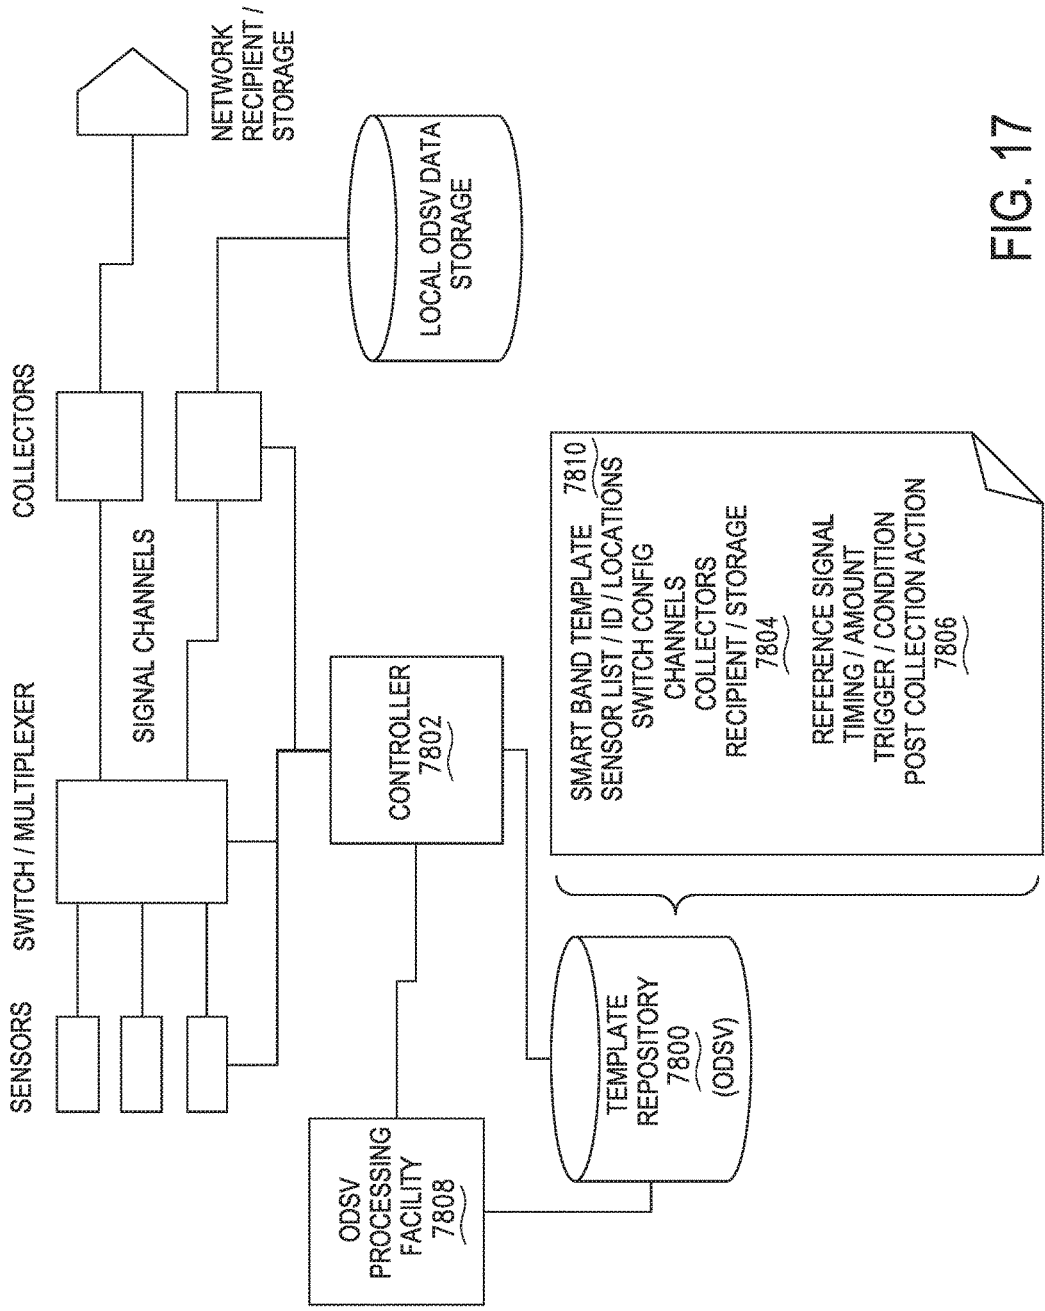 SENSORS
SWITCH / MULTIPLEXER
SIGNAL CHANNELS
COLLECTORS
NETWORK
RECIPIENT /
STORAGE
LOCAL ODSV DATA
STORAGE
CONTROLLER
7802
ODSV
PROCESSING
FACILITY
7808
TEMPLATE
REPOSITORY
7800
(ODSV)
SMART BAND TEMPLATE 7810
SENSOR LIST / ID / LOCATIONS
SWITCH CONFIG
CHANNELS
COLLECTORS
RECIPIENT / STORAGE
7804
REFERENCE SIGNAL
TIMING / AMOUNT
TRIGGER / CONDITION
POST COLLECTION ACTION
7806
FIG. 17